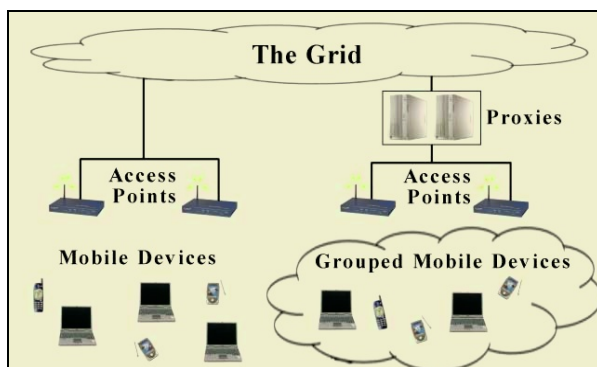 The Grid
Proxies
Access
Points
Access
Points
Mobile Devices
Grouped Mobile Devices